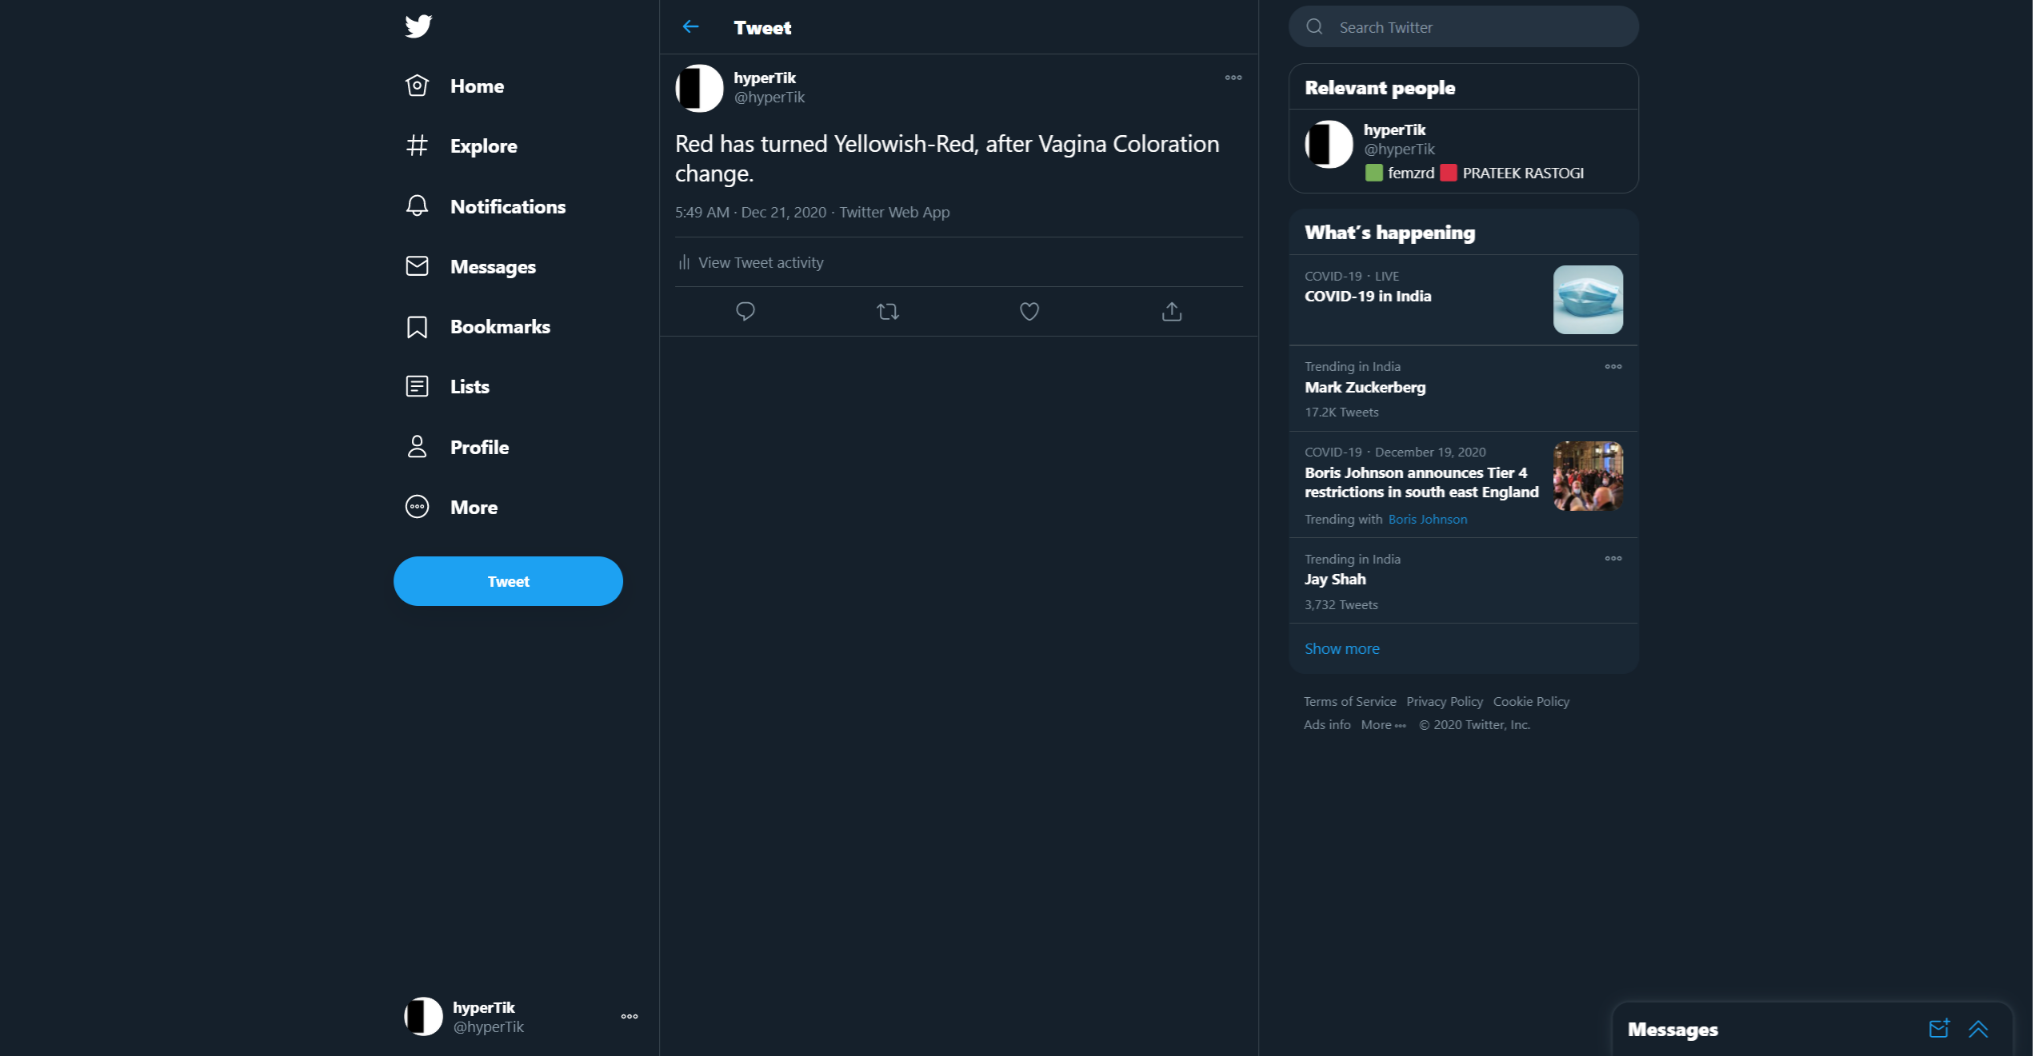 Home
Explore
Notifications
Messages
Bookmarks
Lists
Profile
More
Tweet
hyperTik
@hyperTik
Tweet
hyperTik
@hyperTik
Red has turned Yellowish-Red, after Vagina Coloration
change.
5:49 AM · Dec 21, 2020 · Twitter Web App
View Tweet activity
Search Twitter
Relevant people
hyperTik
@hyperTik
🟩 femzrd 🟥 PRATEEK RASTOGI
What's happening
COVID-19 · LIVE
COVID-19 in India
Trending in India
Mark Zuckerberg
17.2K Tweets
COVID-19 · December 19, 2020
Boris Johnson announces Tier 4
restrictions in south east England
Trending with Boris Johnson
Trending in India
Jay Shah
3,732 Tweets
Show more
Terms of Service Privacy Policy Cookie Policy
Ads info More ··· © 2020 Twitter, Inc.
Messages